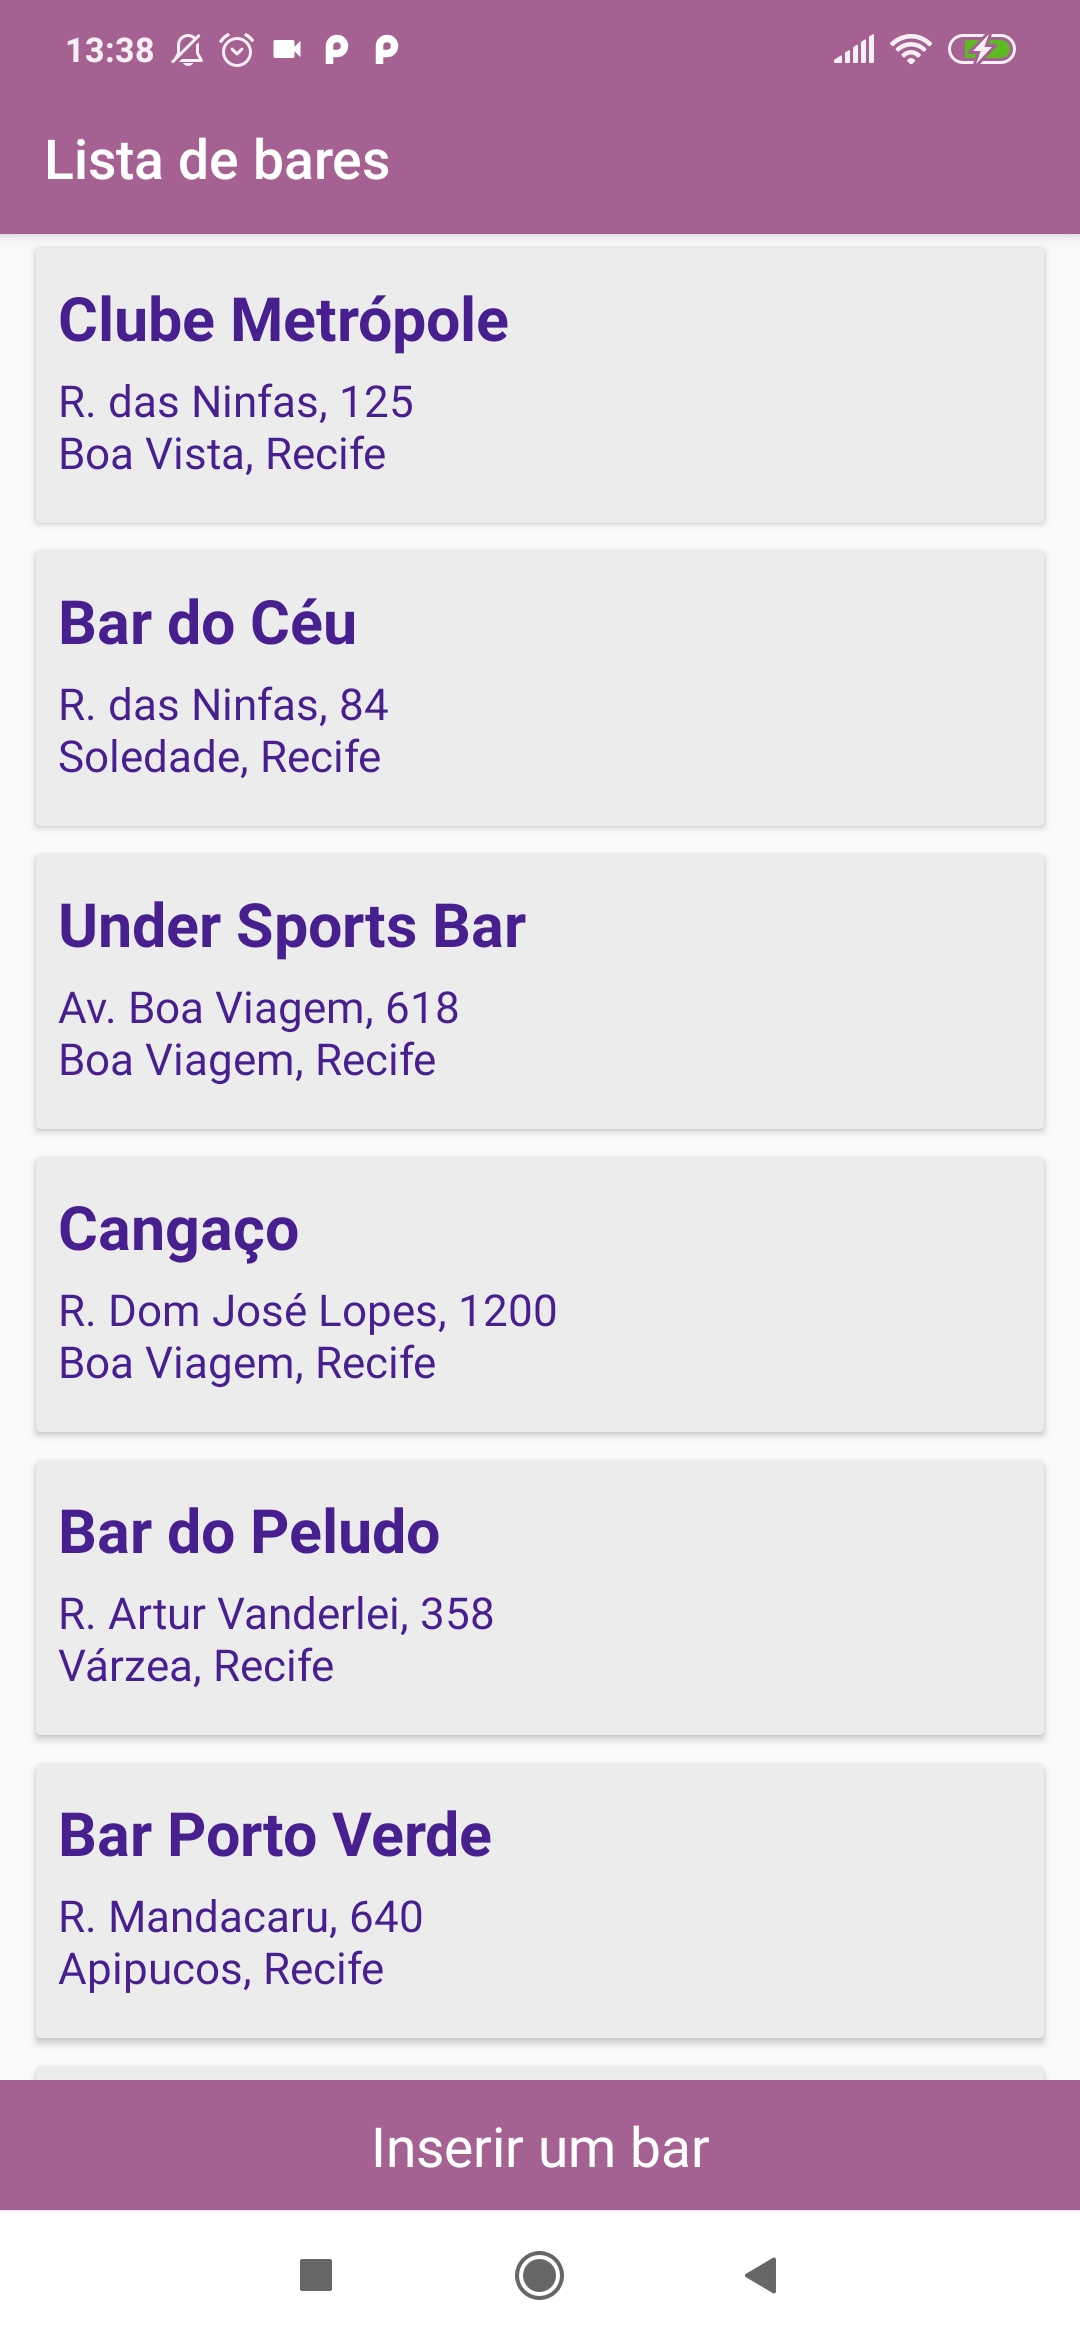 13:38
Lista de bares
Clube Metrópole
R. das Ninfas, 125
Boa Vista, Recife
Bar do Céu
R. das Ninfas, 84
Soledade, Recife
Under Sports Bar
Av. Boa Viagem, 618
Boa Viagem, Recife
Cangaço
R. Dom José Lopes, 1200
Boa Viagem, Recife
Bar do Peludo
R. Artur Vanderlei, 358
Várzea, Recife
Bar Porto Verde
R. Mandacaru, 640
Apipucos, Recife
Inserir um bar